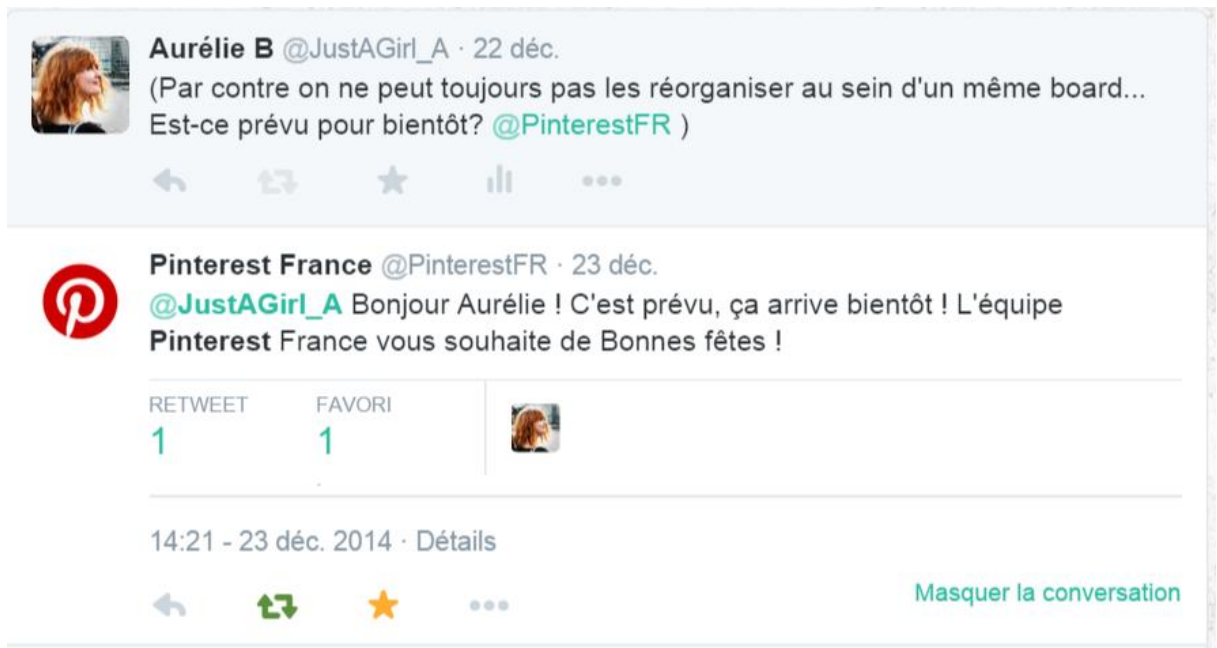 Aurélie B @JustAGirl_A · 22 déc.
(Par contre on ne peut toujours pas les réorganiser au sein d'un même board...
Est-ce prévu pour bientôt? @PinterestFR )
Pinterest France @PinterestFR · 23 déc.
@JustAGirl_A Bonjour Aurélie ! C'est prévu, ça arrive bientôt ! L'équipe
Pinterest France vous souhaite de Bonnes fêtes !
RETWEET FAVORI
1 1
14:21 - 23 déc. 2014 · Détails
Masquer la conversation